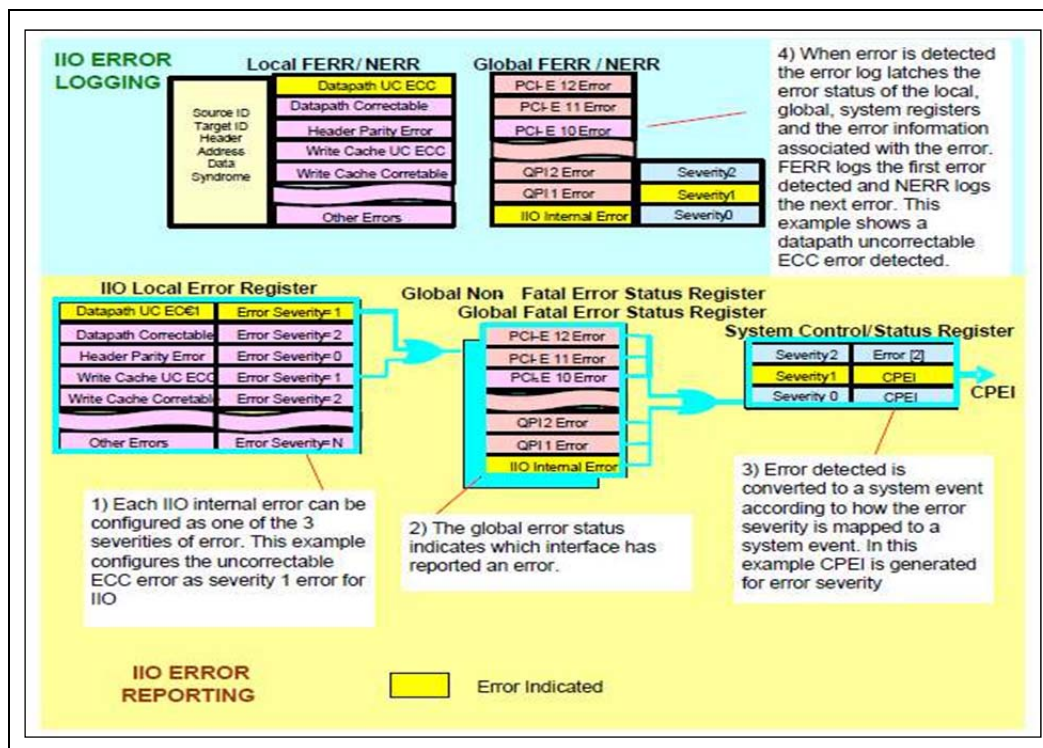 IIO ERROR
LOGGING
Local FERR/ NERR
Source ID
Target ID
Header
Address
Data
Syndrome
Datapath UC ECC
Datapath Correctable
Header Parity Error
Write Cache UC ECC
Write Cache Corretable
Other Errors
Global FERR / NERR
PCI-E 12 Error
PCI-E 11 Error
PCI-E 10 Error
QPI 2 Error
QPI 1 Error
IIO Internal Error
Severity2
Severity1
Severity0
4) When error is detected
the error log latches the
error status of the local,
global, system registers
and the error information
associated with the error.
FERR logs the first error
detected and NERR logs
the next error. This
example shows a
datapath uncorrectable
ECC error detected.
IIO Local Error Register
Datapath UC EC€1 Error Severity= 1
Datapath Correctable Error Severity= 2
Header Parity Error Error Severity= 0
Write Cache UC ECC Error Severity= 1
Write Cache Corretable Error Severity= 2
Other Errors Error Severity= N
Global Non Fatal Error Status Register
Global Fatal Error Status Register
PCI-E 12 Error
PCI-E 11 Error
PCI-E 10 Error
QPI 2 Error
QPI 1 Error
IIO Internal Error
System Control/Status Register
Severity2 Error [2]
Severity1 CPEI
Severity 0 CPEI
CPEI
1) Each IIO internal error can be
configured as one of the 3
severities of error. This example
configures the uncorrectable
ECC error as severity 1 error for
IIO
2) The global error status
indicates which interface has
reported an error.
3) Error detected is
converted to a system event
according to how the error
severity is mapped to a
system event. In this
example CPEI is generated
for error severity
IIO ERROR
REPORTING
Error Indicated